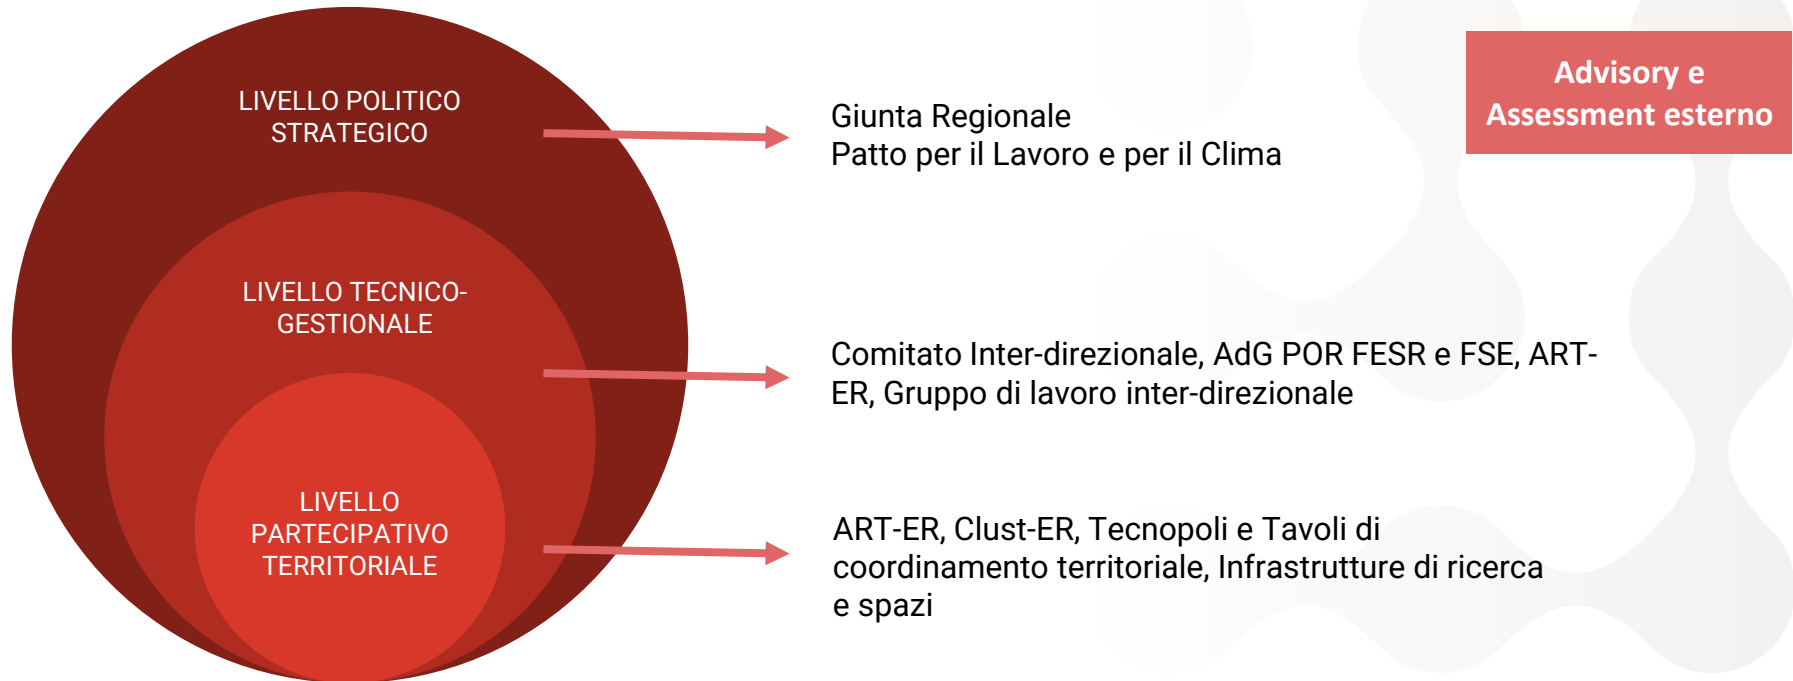 LIVELLO POLITICO
STRATEGICO
Giunta Regionale
Patto per il Lavoro e per il Clima
Advisory e
Assessment esterno
LIVELLO TECNICO-
GESTIONALE
Comitato Inter-direzionale, AdG POR FESR e FSE, ART-
ER, Gruppo di lavoro inter-direzionale
LIVELLO
PARTECIPATIVO
TERRITORIALE
ART-ER, Clust-ER, Tecnopoli e Tavoli di
coordinamento territoriale, Infrastrutture di ricerca
e spazi